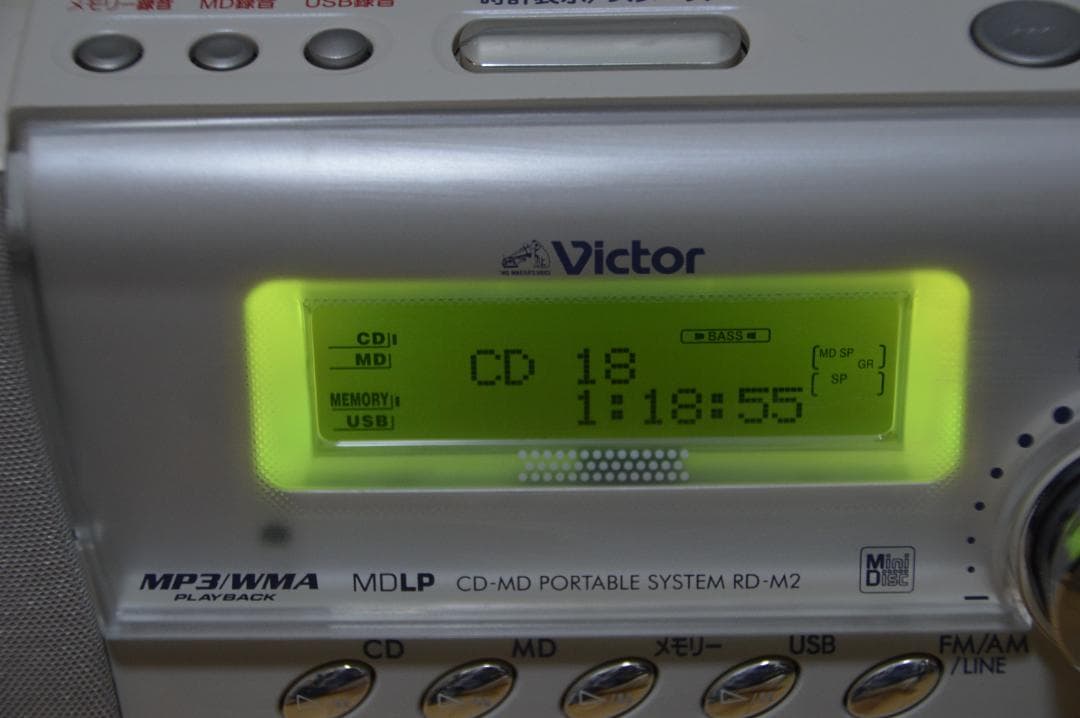 メモリー録音 MD録音 USB録音
Victor
CD
MD
MEMORY
USB
CD 18
1:18:55
BASS
MD SP
GR
SP
MP3/WMA
PLAYBACK
MDLP
CD-MD PORTABLE SYSTEM RD-M2
Mini
Disc
CD MD メモリー USB FM/AM
/LINE